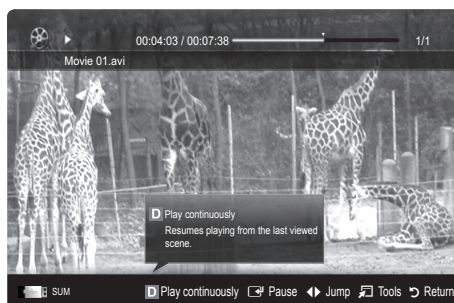 00:04:03 / 00:07:38 1/1
Movie 01.avi
D Play continuously
Resumes playing from the last viewed
scene.
SUM D Play continuously Pause Jump Tools Return